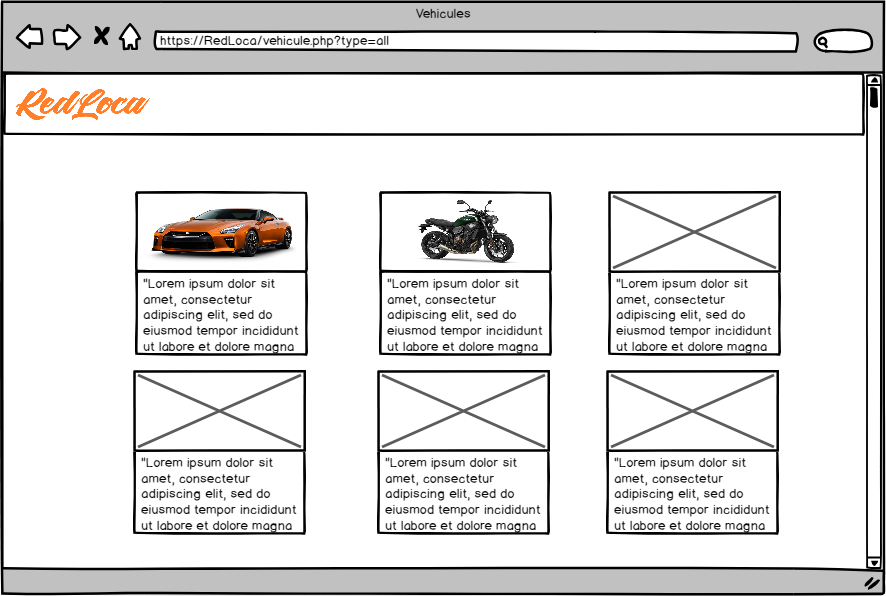 Vehicules
https://RedLoca/vehicule.php?type=all
RedLoca
"Lorem ipsum dolor sit
amet, consectetur
adipiscing elit, sed do
eiusmod tempor incididunt
ut labore et dolore magna
"Lorem ipsum dolor sit
amet, consectetur
adipiscing elit, sed do
eiusmod tempor incididunt
ut labore et dolore magna
"Lorem ipsum dolor sit
amet, consectetur
adipiscing elit, sed do
eiusmod tempor incididunt
ut labore et dolore magna
"Lorem ipsum dolor sit
amet, consectetur
adipiscing elit, sed do
eiusmod tempor incididunt
ut labore et dolore magna
"Lorem ipsum dolor sit
amet, consectetur
adipiscing elit, sed do
eiusmod tempor incididunt
ut labore et dolore magna
"Lorem ipsum dolor sit
amet, consectetur
adipiscing elit, sed do
eiusmod tempor incididunt
ut labore et dolore magna